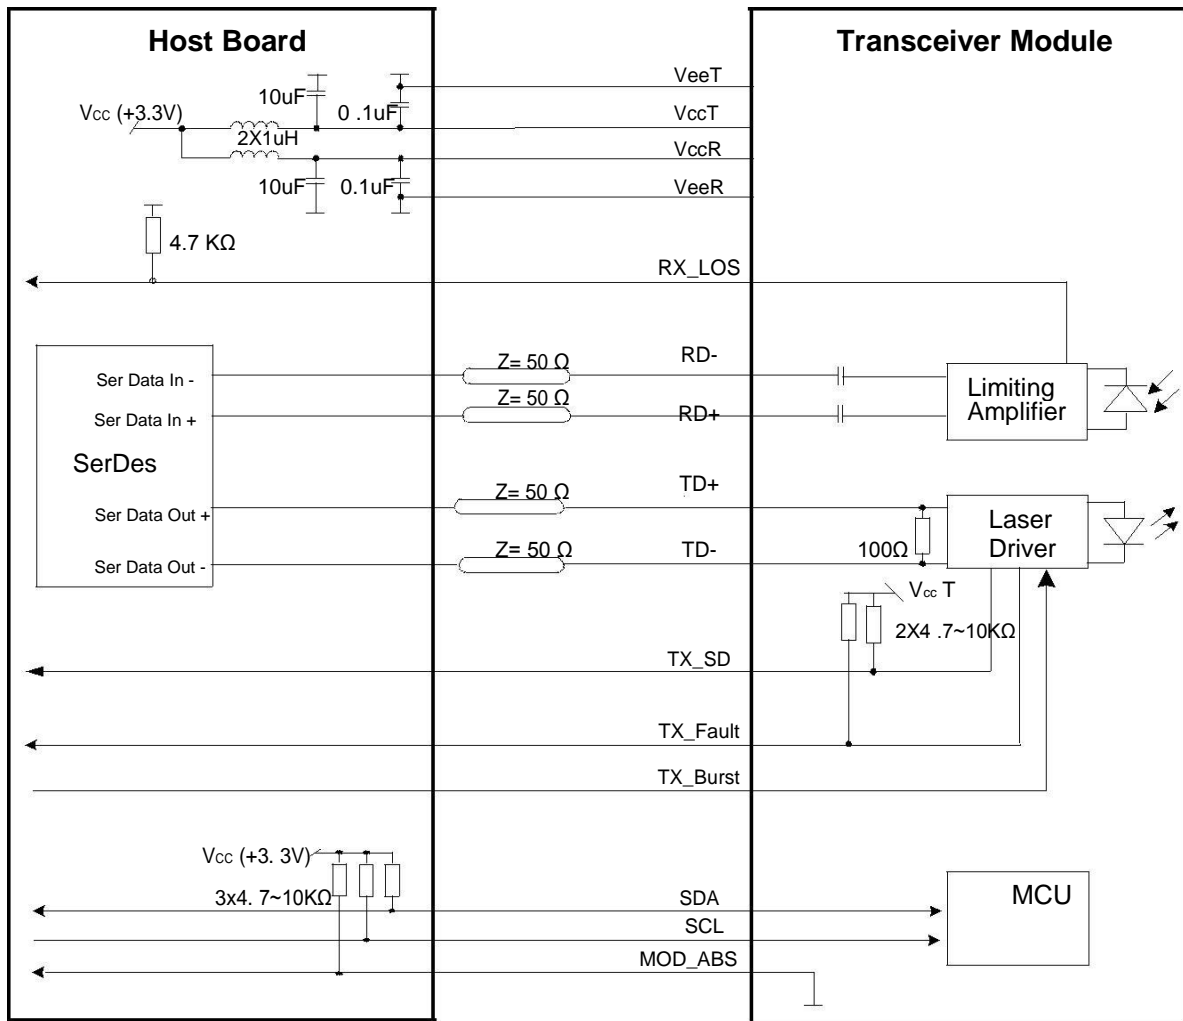 Host Board
Transceiver Module
VeeT
10uF
0 .1uF
Vcc (+3.3V)
VccT
2X1uH
VccR
10uF
0.1uF
VeeR
4.7 KΩ
RX_LOS
Z= 50 Ω
RD-
Ser Data In -
Limiting
Amplifier
Z= 50 Ω
RD+
Ser Data In +
SerDes
Z= 50 Ω
TD+
Ser Data Out +
Laser
Driver
Z= 50 Ω
TD-
100Ω
Ser Data Out -
Vcc T
2X4 .7~10KΩ
TX_SD
TX_Fault
TX_Burst
Vcc (+3. 3V)
3x4. 7~10KΩ
SDA
MCU
SCL
MOD_ABS